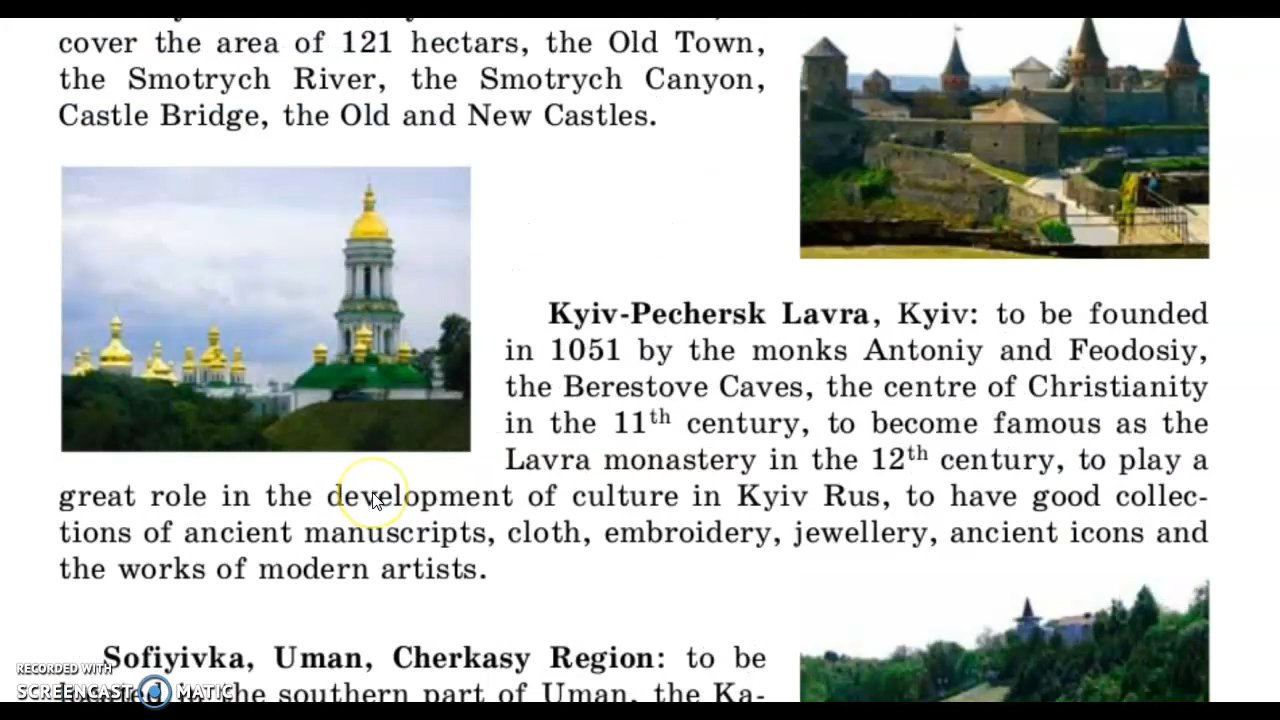 cover the area of 121 hectars, the Old Town,
the Smotrych River, the Smotrych Canyon,
Castle Bridge, the Old and New Castles.
Kyiv-Pechersk Lavra, Kyiv: to be founded
in 1051 by the monks Antoniy and Feodosiy,
the Berestove Caves, the centre of Christianity
in the 11th century, to become famous as the
Lavra monastery in the 12th century, to play a
great role in the development of culture in Kyiv Rus, to have good collec-
tions of ancient manuscripts, cloth, embroidery, jewellery, ancient icons and
the works of modern artists.
Sofiyivka, Uman, Cherkasy Region: to be
the southern part of Uman, the Ka-
RECORDED WITH
SCREENCAST MATIC